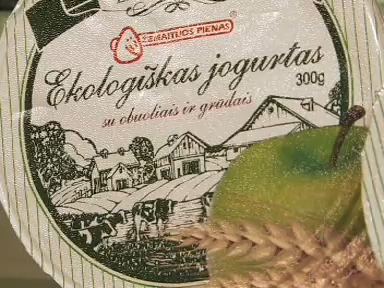 ŽEMAITIJOS PIENAS
Ekologiškas jogurtas
300g
su obuoliais ir grūdais